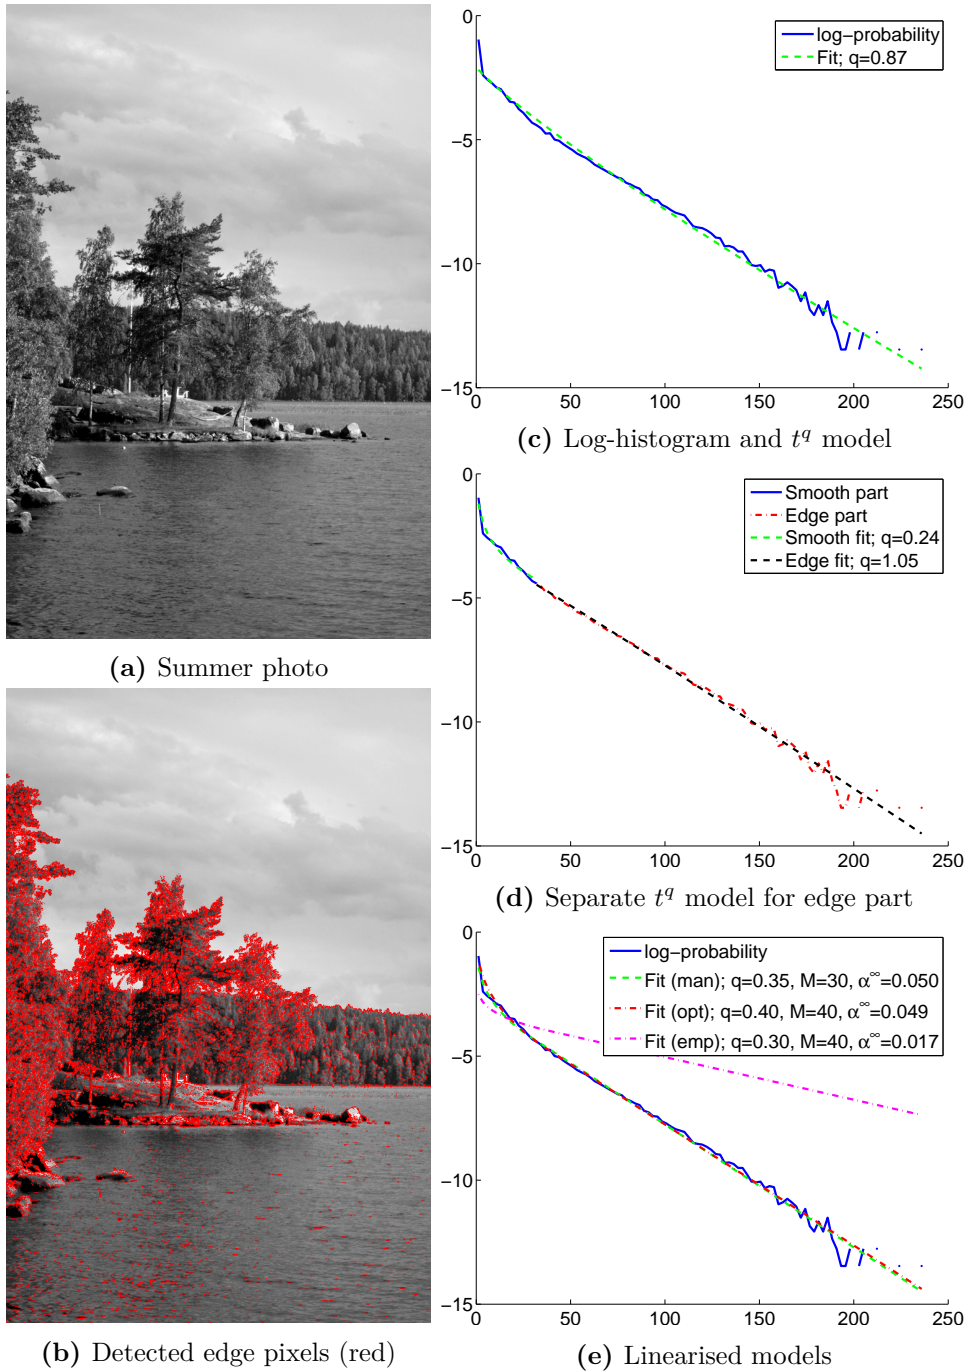 (a) Summer photo
(b) Detected edge pixels (red)
0
−5
−10
−15
0 50 100 150 200 250
log−probability
Fit; q=0.87
(c) Log-histogram and t^q model
0
−5
−10
−15
0 50 100 150 200 250
Smooth part
Edge part
Smooth fit; q=0.24
Edge fit; q=1.05
(d) Separate t^q model for edge part
0
−5
−10
−15
0 50 100 150 200 250
log−probability
Fit (man); q=0.35, M=30, α^∞=0.050
Fit (opt); q=0.40, M=40, α^∞=0.049
Fit (emp); q=0.30, M=40, α^∞=0.017
(e) Linearised models